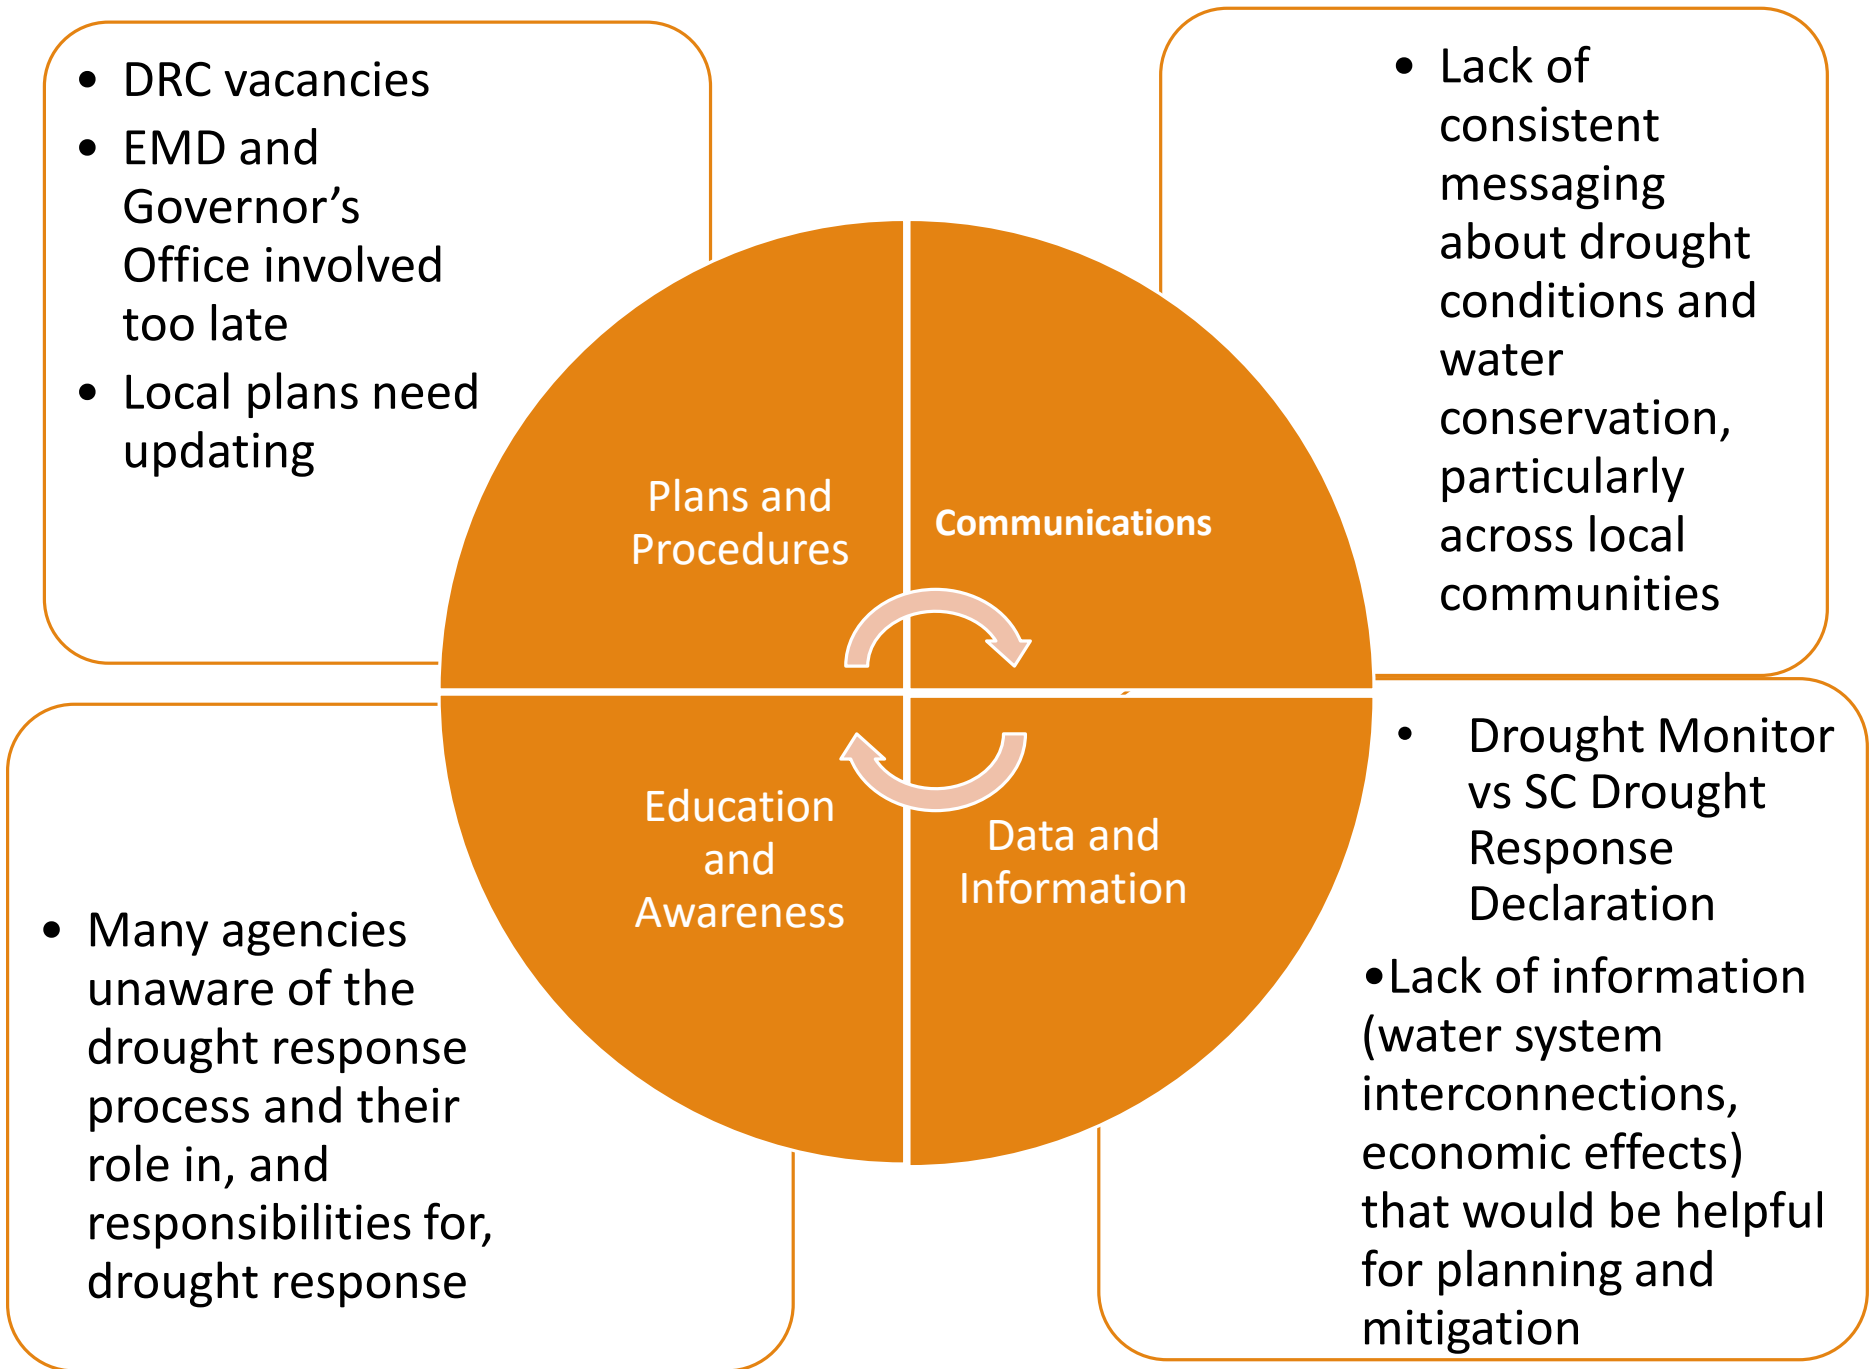 • DRC vacancies
• EMD and
Governor’s
Office involved
too late
• Local plans need
updating
Plans and
Procedures
• Lack of
consistent
messaging
about drought
conditions and
water
conservation,
particularly
across local
communities
Communications
• Many agencies
unaware of the
drought response
process and their
role in, and
responsibilities for,
drought response
Education
and
Awareness
Data and
Information
• Drought Monitor
vs SC Drought
Response
Declaration
•Lack of information
(water system
interconnections,
economic effects)
that would be helpful
for planning and
mitigation